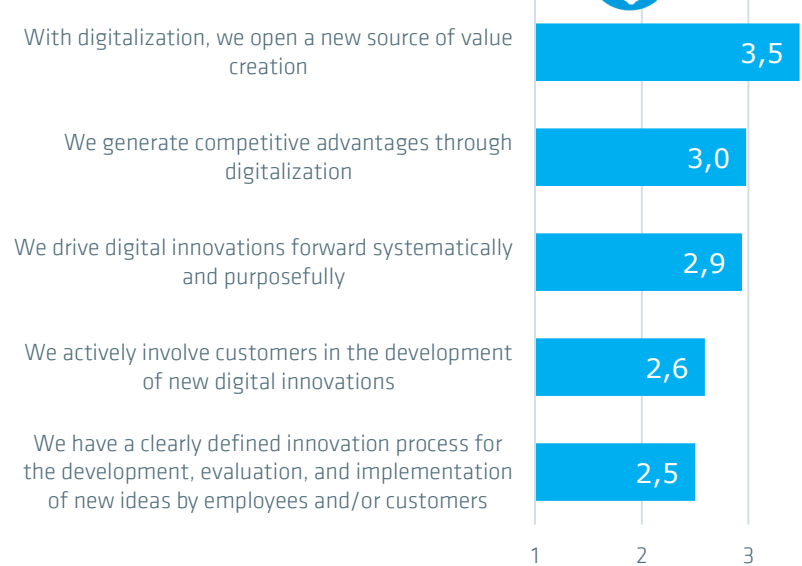 With digitalization, we open a new source of value
creation
3,5
We generate competitive advantages through
digitalization
3,0
We drive digital innovations forward systematically
and purposefully
2,9
We actively involve customers in the development
of new digital innovations
2,6
We have a clearly defined innovation process for
the development, evaluation, and implementation
of new ideas by employees and/or customers
2,5
1 2 3